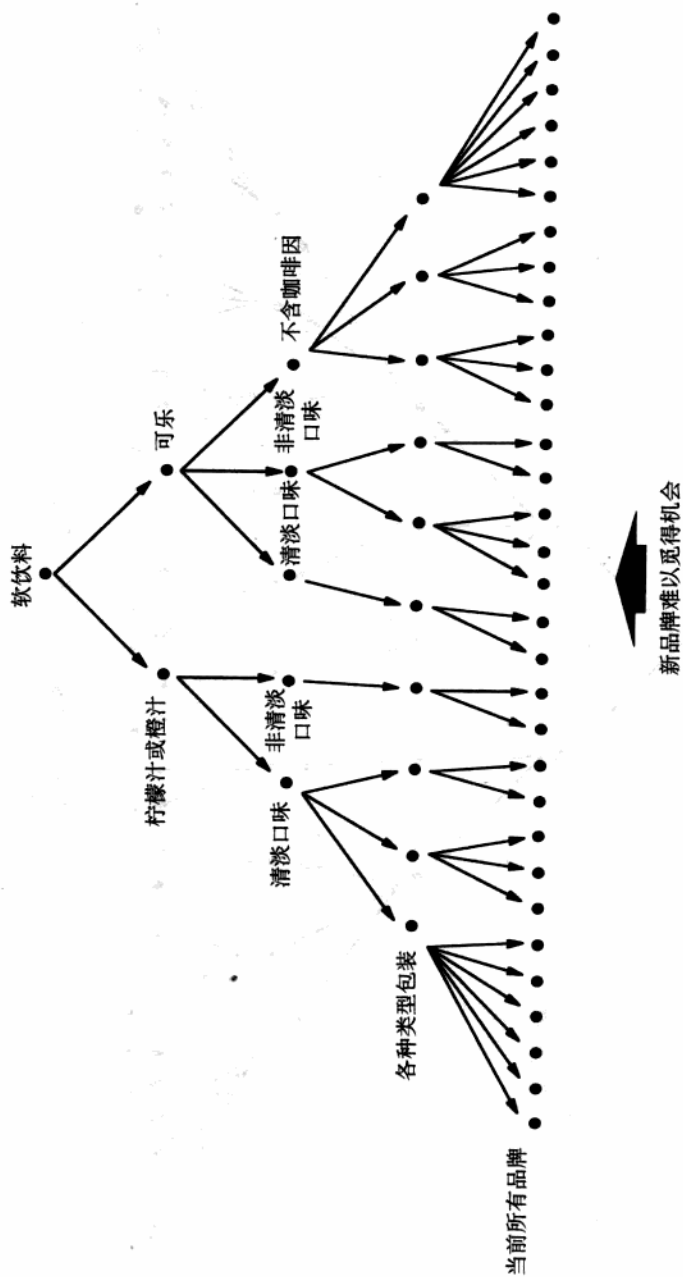 软饮料
柠檬汁或橙汁
可乐
清淡口味
非清淡
口味
清淡口味
非清淡
口味
不含咖啡因
各种类型包装
当前所有品牌
新品牌难以觅得机会